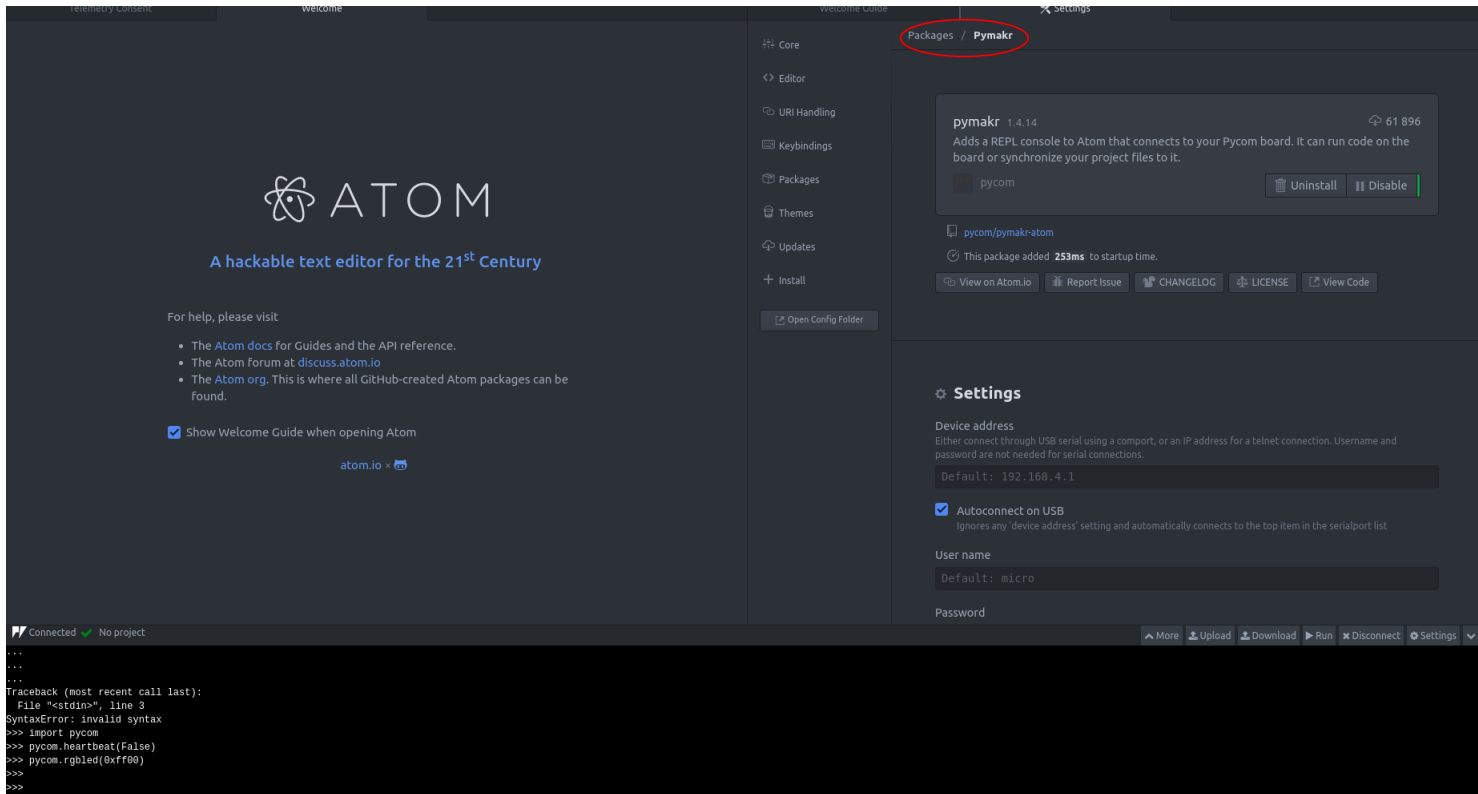 Telemetry Consent
Welcome
Welcome Guide
Settings
ATOM
A hackable text editor for the 21st Century
For help, please visit
The Atom docs for Guides and the API reference.
The Atom forum at discuss.atom.io
The Atom org. This is where all GitHub-created Atom packages can be
found.
Show Welcome Guide when opening Atom
atom.io ×
Core
Editor
URI Handling
Keybindings
Packages
Themes
Updates
Install
Open Config Folder
Packages / Pymakr
pymakr 1.4.14
61 896
Adds a REPL console to Atom that connects to your Pycom board. It can run code on the
board or synchronize your project files to it.
pycom
Uninstall
Disable
pycom/pymakr-atom
This package added 253ms to startup time.
View on Atom.io
Report Issue
CHANGELOG
LICENSE
View Code
Settings
Device address
Either connect through USB serial using a comport, or an IP address for a telnet connection. Username and
password are not needed for serial connections.
Default: 192.168.4.1
Autoconnect on USB
Ignores any 'device address' setting and automatically connects to the top item in the serialport list
User name
Default: micro
Password
Connected No project
More
Upload
Download
Run
Disconnect
Settings
...
...
...
Traceback (most recent call last):
File "<stdin>", line 3
SyntaxError: invalid syntax
>>> import pycom
>>> pycom.heartbeat(False)
>>> pycom.rgbled(0xff00)
>>>
>>>